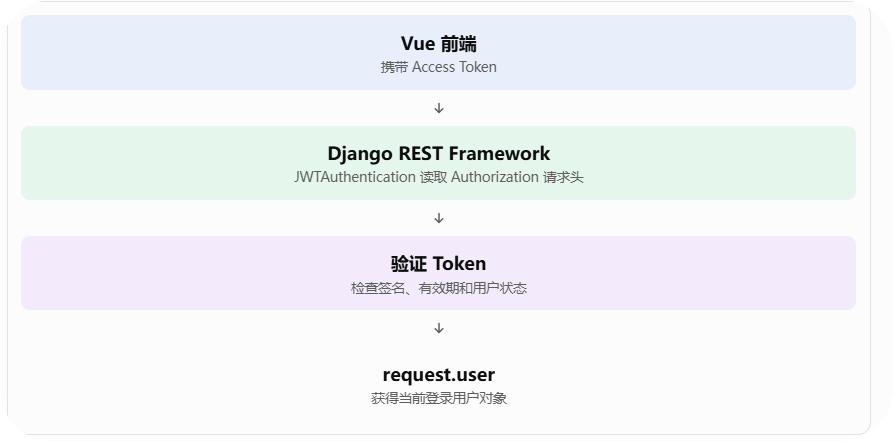 Vue 前端
携带 Access Token
↓
Django REST Framework
JWTAuthentication 读取 Authorization 请求头
↓
验证 Token
检查签名、有效期和用户状态
↓
request.user
获得当前登录用户对象